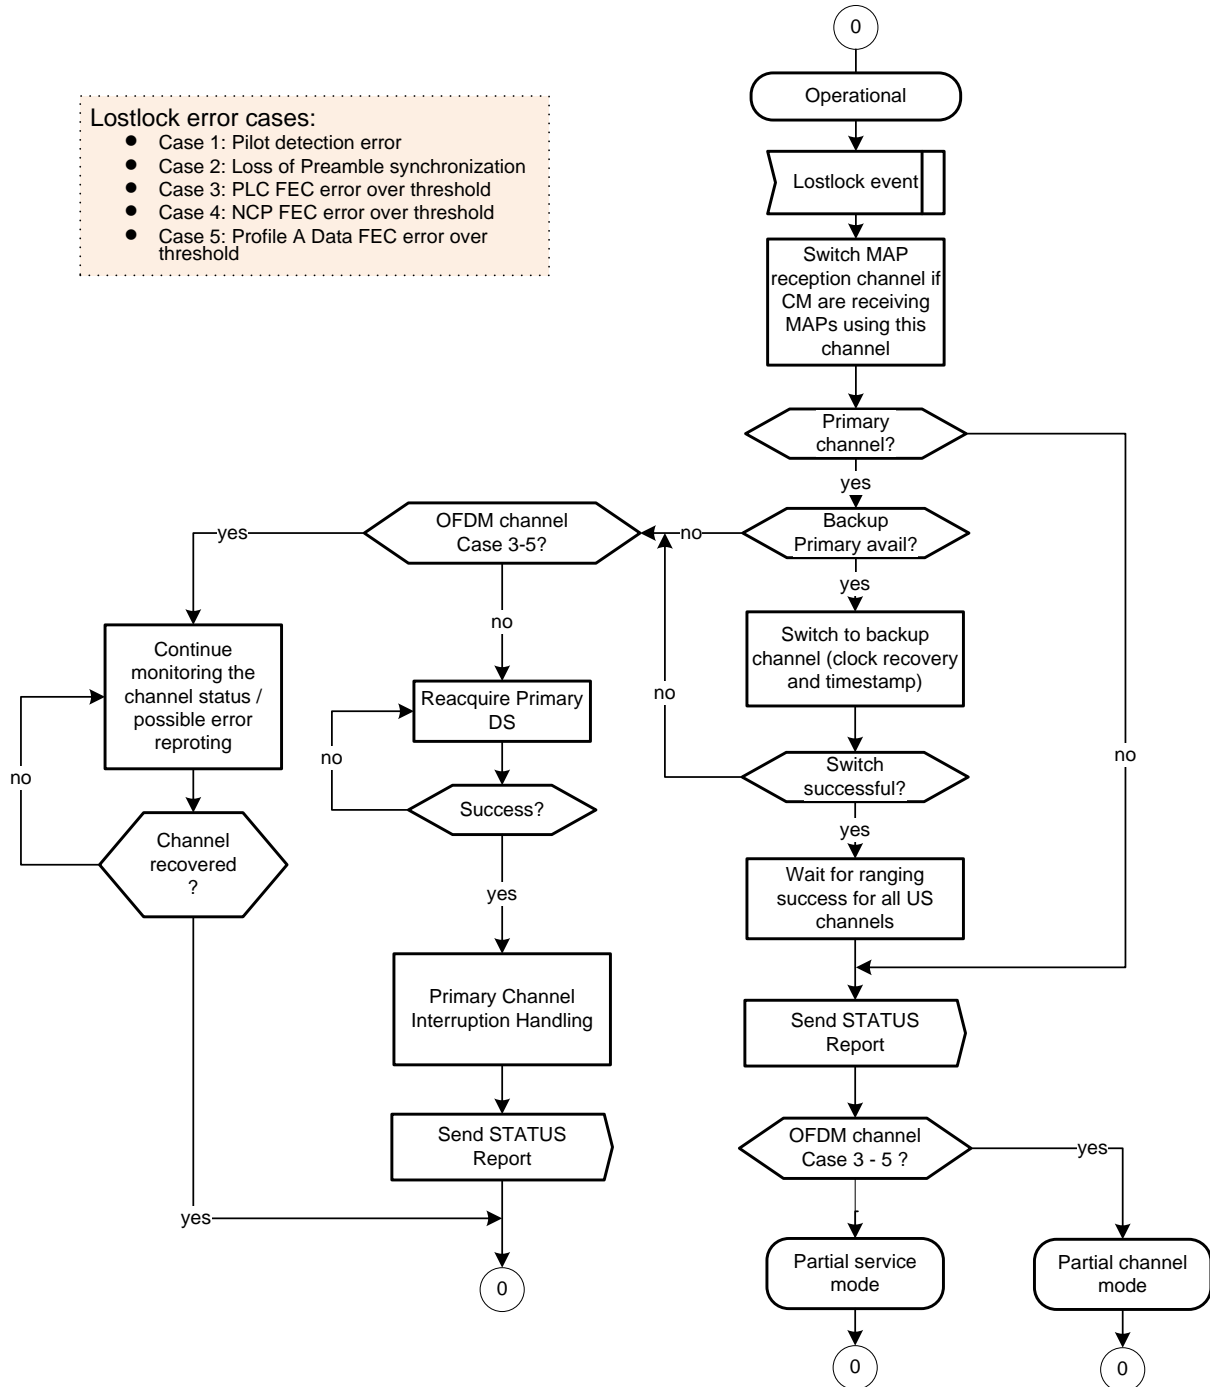 0
Operational
Lostlock error cases:
● Case 1: Pilot detection error
● Case 2: Loss of Preamble synchronization
● Case 3: PLC FEC error over threshold
● Case 4: NCP FEC error over threshold
● Case 5: Profile A Data FEC error over
threshold
Lostlock event
Switch MAP
reception channel if
CM are receiving
MAPs using this
channel
Primary
channel?
yes
no
Backup
Primary avail?
no
yes
OFDM channel
Case 3-5?
yes
no
Switch to backup
channel (clock recovery
and timestamp)
Switch
successful?
no
yes
Continue
monitoring the
channel status /
possible error
reproting
Channel
recovered
?
no
yes
Reacquire Primary
DS
Success?
no
yes
Wait for ranging
success for all US
channels
Primary Channel
Interruption Handling
Send STATUS
Report
Send STATUS
Report
OFDM channel
Case 3 - 5 ?
yes
Partial service
mode
Partial channel
mode
0
0
0